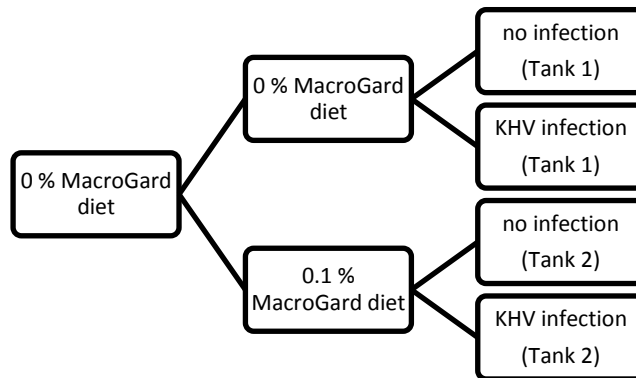 0 % MacroGard
diet
0 % MacroGard
diet
0.1 %
MacroGard diet
no infection
(Tank 1)
KHV infection
(Tank 1)
no infection
(Tank 2)
KHV infection
(Tank 2)